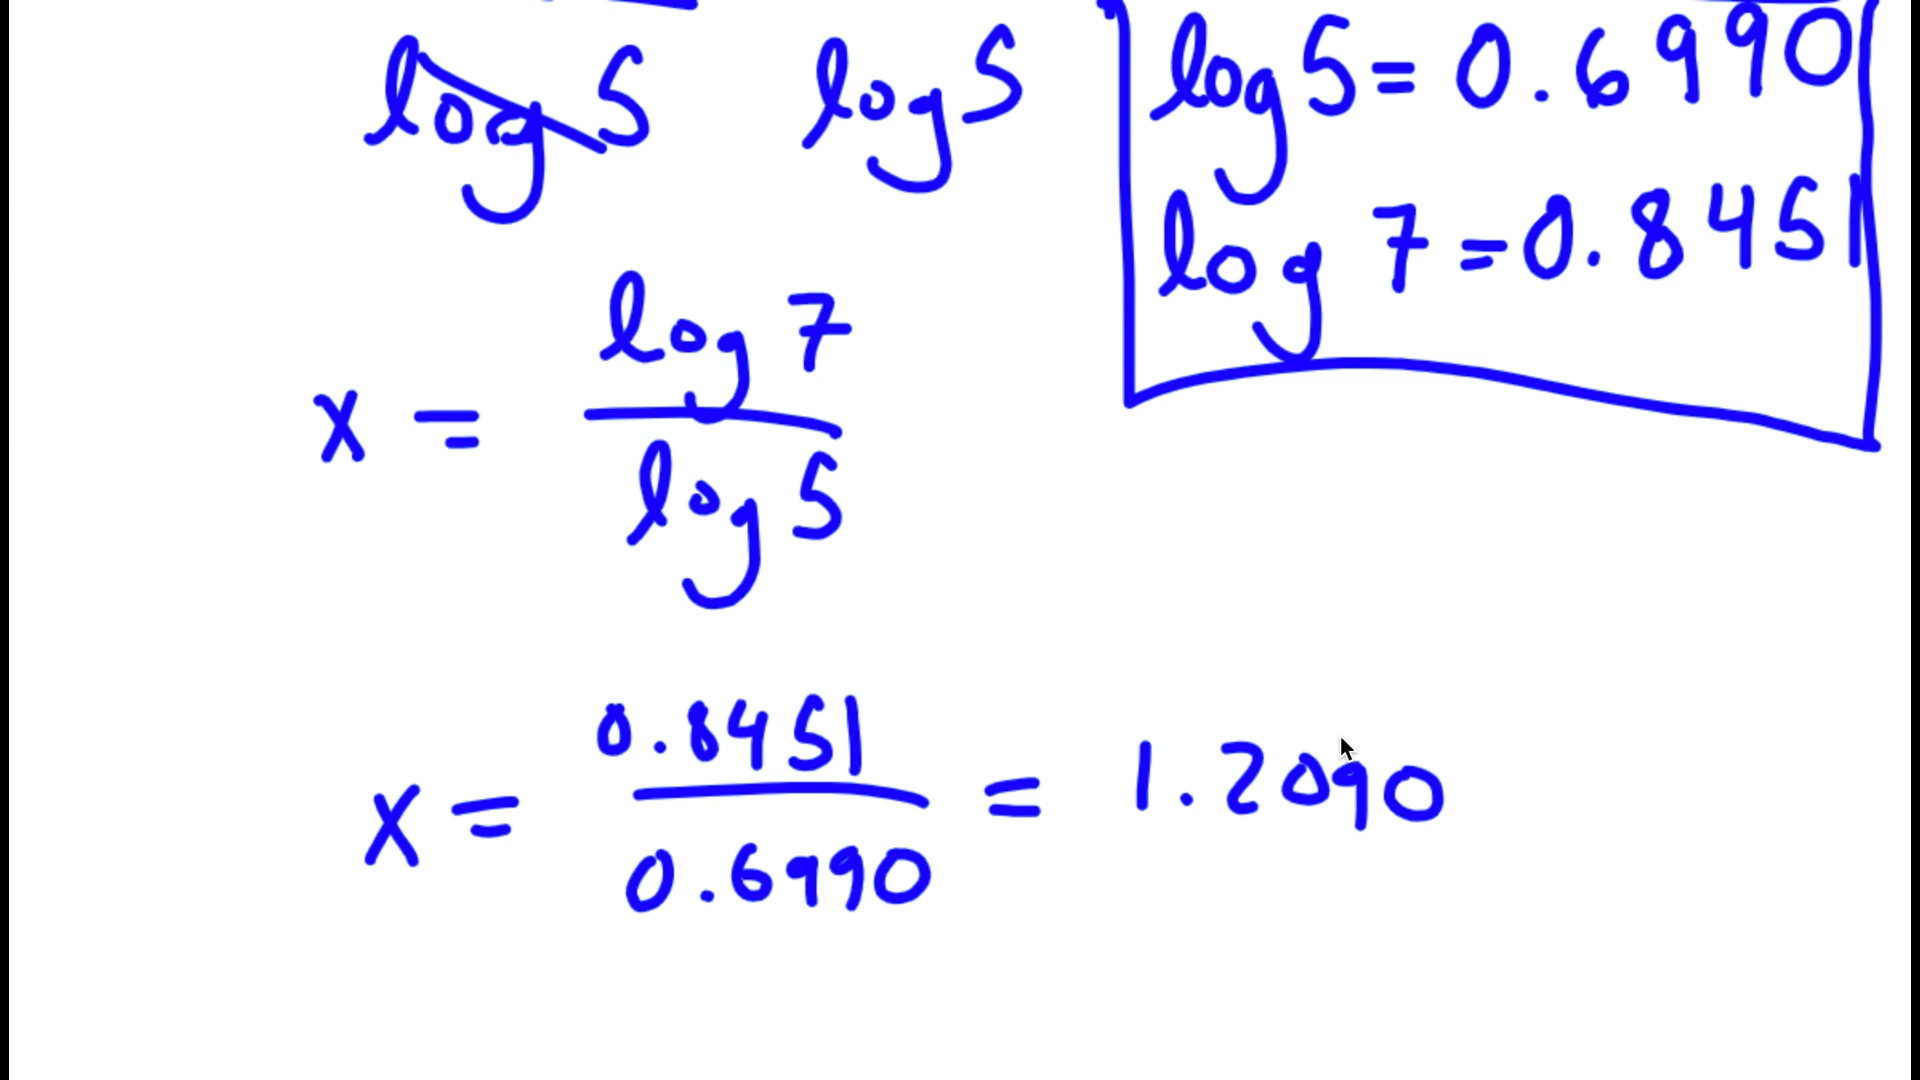 log 5 log 5
log 5 = 0.6990
log 7 = 0.8451
x = log 7
log 5
x = 0.8451 = 1.2090
0.6990